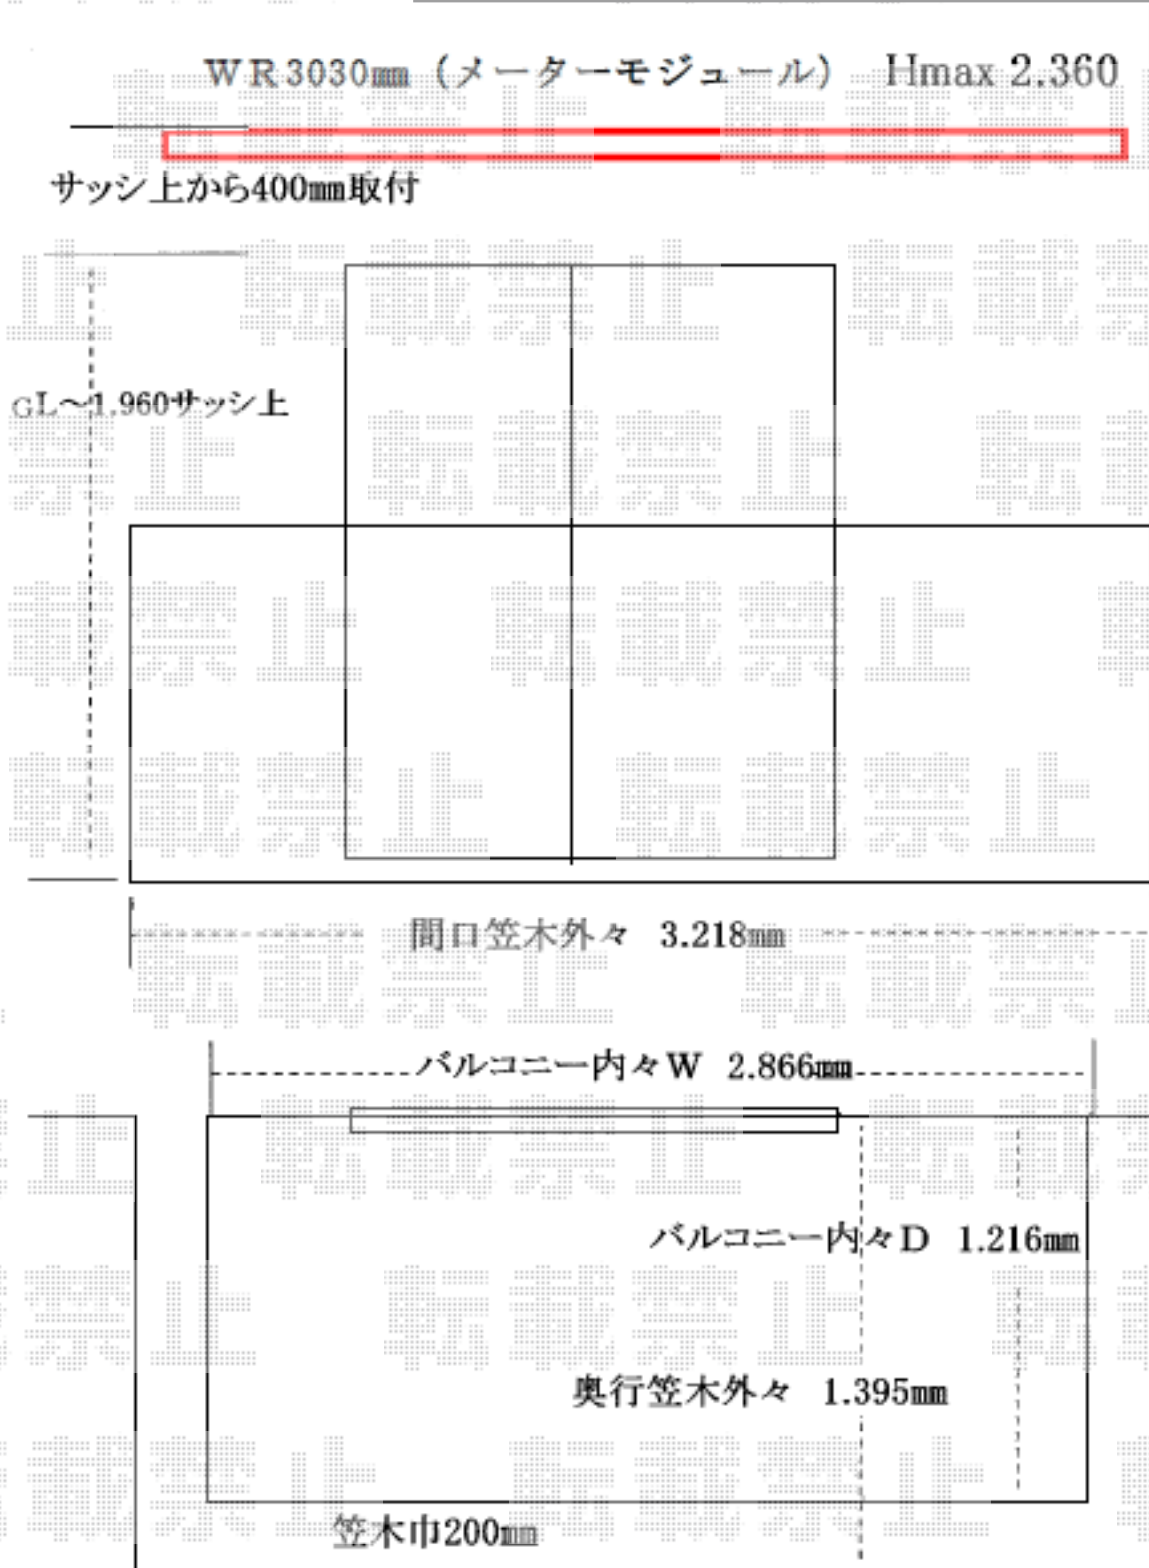 WR3030㎜（メーターモジュール） Hmax 2.360
サッシ上から400㎜取付
GL～1.960サッシ上
間口笠木外々 3.218㎜
バルコニー内々W 2.866㎜
バルコニー内々D 1.216㎜
奥行笠木外々 1.395㎜
笠木巾200㎜
転載禁止